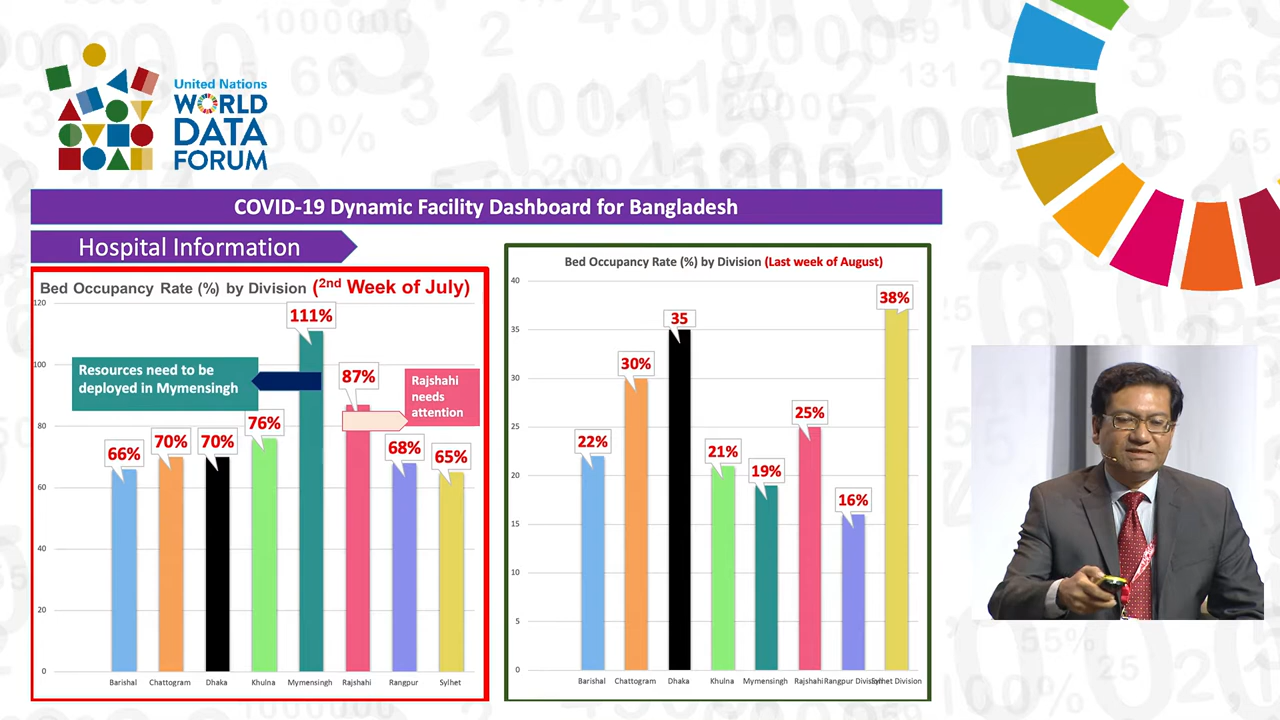 United Nations
WORLD
DATA
FORUM
COVID-19 Dynamic Facility Dashboard for Bangladesh
Hospital Information
Bed Occupancy Rate (%) by Division (2nd Week of July)
120
100
80
60
40
20
0
66%
70%
70%
76%
111%
87%
68%
65%
Resources need to be
deployed in Mymensingh
Rajshahi
needs
attention
Barishal Chattogram Dhaka Khulna Mymensingh Rajshahi Rangpur Sylhet
Bed Occupancy Rate (%) by Division (Last week of August)
40
35
30
25
20
15
10
5
0
22%
30%
35
21%
19%
25%
16%
38%
Barishal Chattogram Dhaka Khulna Mymensingh Rajshahi Rangpur Division Sylhet Division